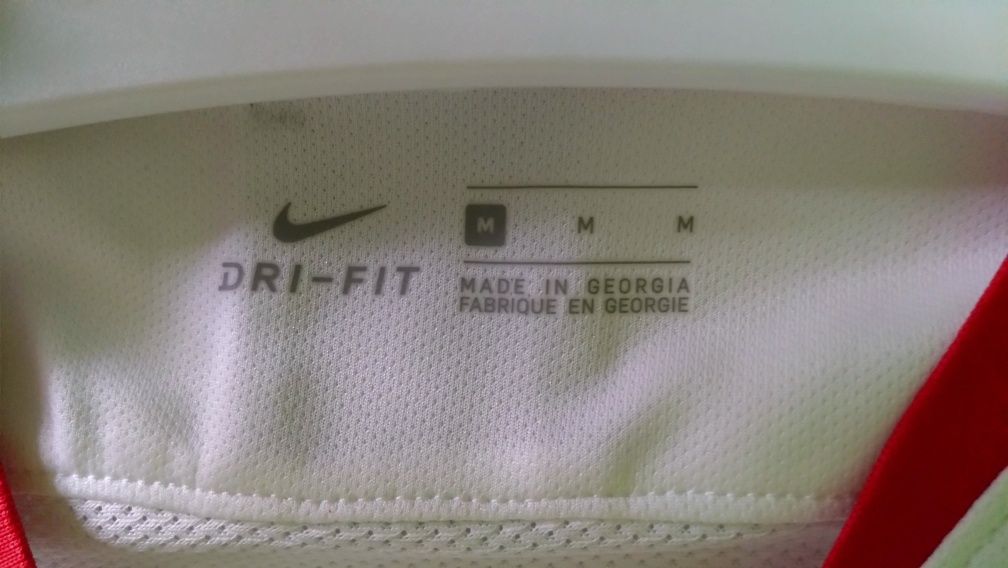 DRI-FIT
M M M
MADE IN GEORGIA
FABRIQUE EN GEORGIE